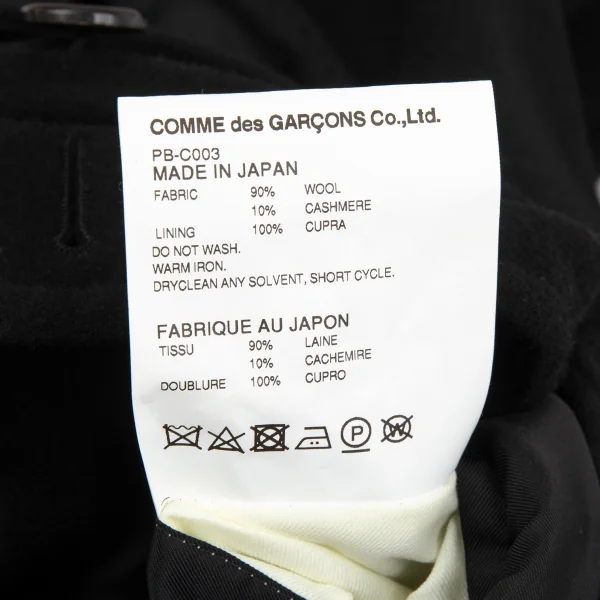 COMME des GARÇONS Co.,Ltd.
PB-C003
MADE IN JAPAN
FABRIC 90% WOOL
10% CASHMERE
LINING 100% CUPRA
DO NOT WASH.
WARM IRON.
DRYCLEAN ANY SOLVENT, SHORT CYCLE.
FABRIQUE AU JAPON
TISSU 90% LAINE
10% CACHEMIRE
DOUBLURE 100% CUPRO
P W